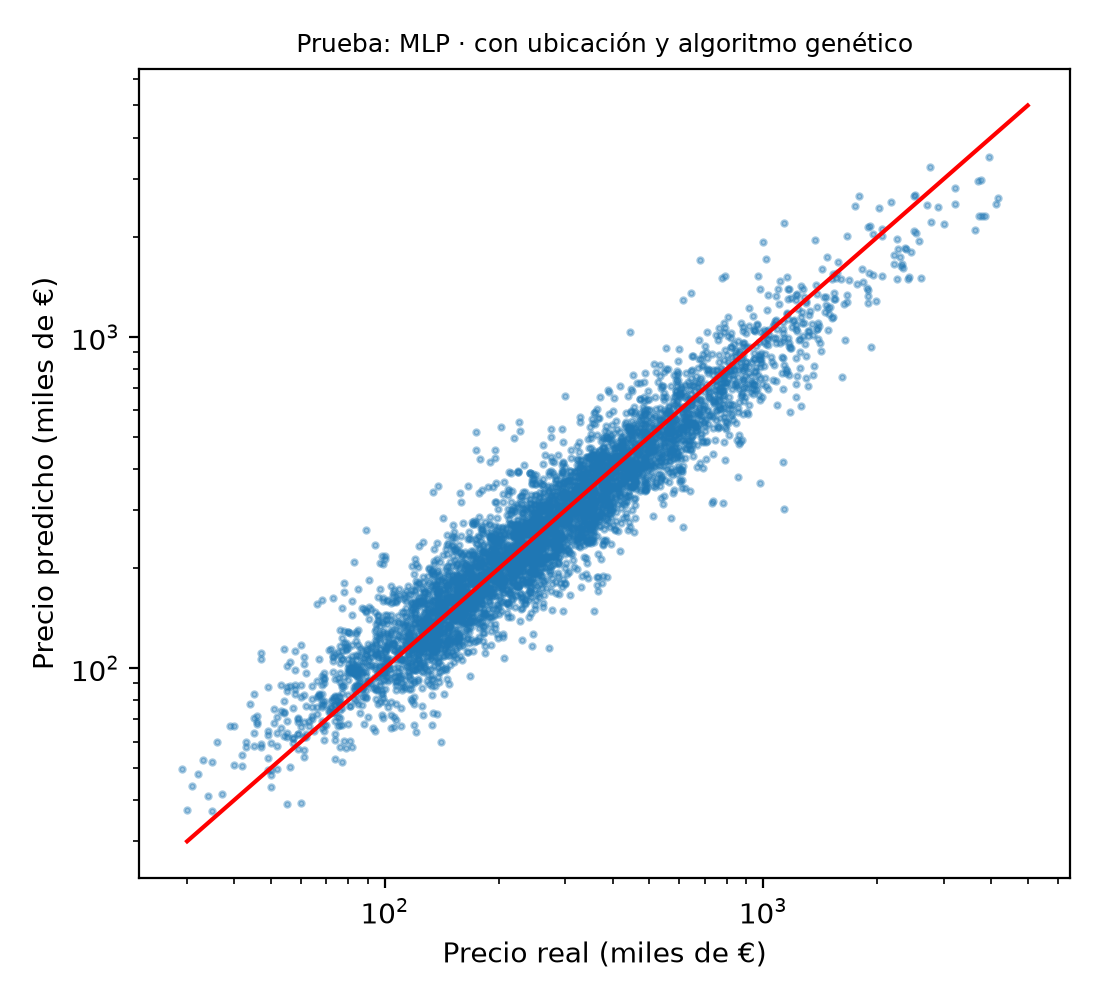 Prueba: MLP · con ubicación y algoritmo genético
Precio predicho (miles de €)
10³
10²
10²
10³
Precio real (miles de €)